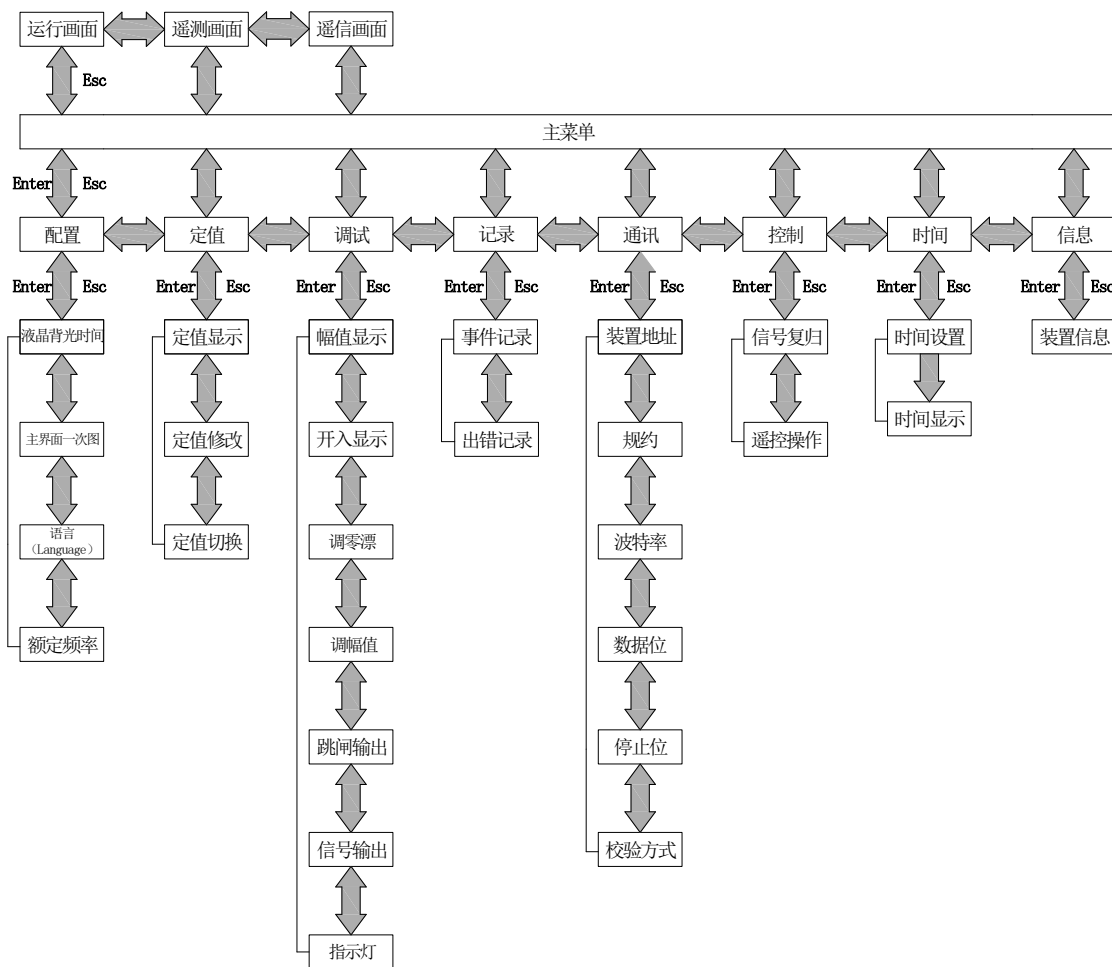 运行画面 遥测画面 遥信画面
Esc
主菜单
Enter Esc
配置 定值 调试 记录 通讯 控制 时间 信息
Enter Esc Enter Esc Enter Esc Enter Esc Enter Esc Enter Esc Enter Esc Enter Esc
液晶背光时间 定值显示 幅值显示 事件记录 装置地址 信号复归 时间设置 装置信息
主界面一次图 定值修改 开入显示 出错记录 规约 遥控操作 时间显示
语言
(Language) 定值切换 调零漂 波特率
额定频率 调幅值 数据位
跳闸输出 停止位
信号输出 校验方式
指示灯